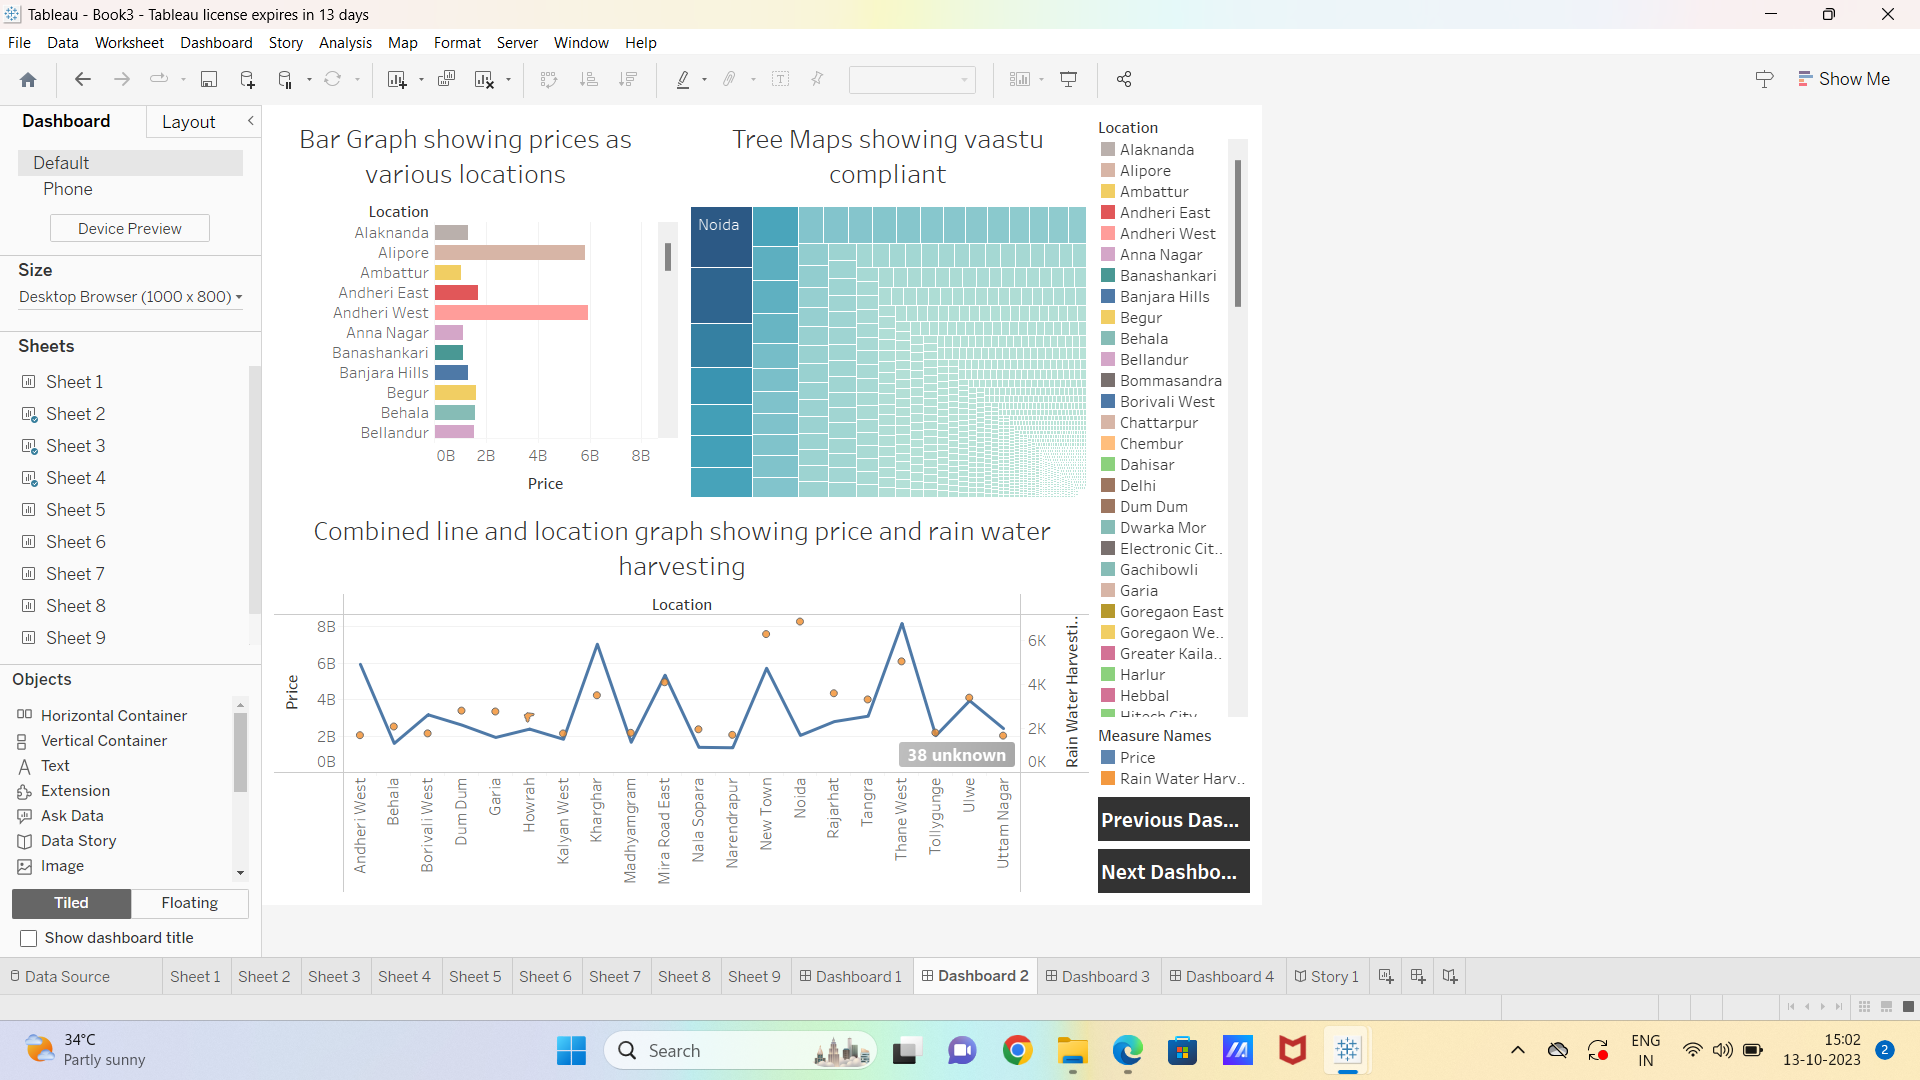 Tableau - Book3 - Tableau license expires in 13 days
File Data Worksheet Dashboard Story Analysis Map Format Server Window Help
Show Me
Dashboard
Layout
Default
Phone
Device Preview
Size
Desktop Browser (1000 x 800)
Sheets
Sheet 1
Sheet 2
Sheet 3
Sheet 4
Sheet 5
Sheet 6
Sheet 7
Sheet 8
Sheet 9
Objects
Horizontal Container
Vertical Container
Text
Extension
Ask Data
Data Story
Image
Tiled
Floating
Show dashboard title
Bar Graph showing prices as
various locations
Location
Alaknanda
Alipore
Ambattur
Andheri East
Andheri West
Anna Nagar
Banashankari
Banjara Hills
Begur
Behala
Bellandur
0B 2B 4B 6B 8B
Price
Tree Maps showing vaastu
compliant
Noida
Combined line and location graph showing price and rain water
harvesting
Location
8B
6B
4B
2B
0B
Price
6K
4K
2K
0K
Rain Water Harvesti..
38 unknown
Andheri West
Behala
Borivali West
Dum Dum
Garia
Howrah
Kalyan West
Kharghar
Madhyamgram
Mira Road East
Nala Sopara
Narendrapur
New Town
Noida
Rajarhat
Tangra
Thane West
Tollygunge
Ulwe
Uttam Nagar
Location
Alaknanda
Alipore
Ambattur
Andheri East
Andheri West
Anna Nagar
Banashankari
Banjara Hills
Begur
Behala
Bellandur
Bommasandra
Borivali West
Chattarpur
Chembur
Dahisar
Delhi
Dum Dum
Dwarka Mor
Electronic Cit..
Gachibowli
Garia
Goregaon East
Goregaon We..
Greater Kaila..
Harlur
Hebbal
Hitech City
Measure Names
Price
Rain Water Harv..
Previous Das...
Next Dashbo...
Data Source
Sheet 1
Sheet 2
Sheet 3
Sheet 4
Sheet 5
Sheet 6
Sheet 7
Sheet 8
Sheet 9
Dashboard 1
Dashboard 2
Dashboard 3
Dashboard 4
Story 1
34°C
Partly sunny
Search
ENG
IN
15:02
13-10-2023
2